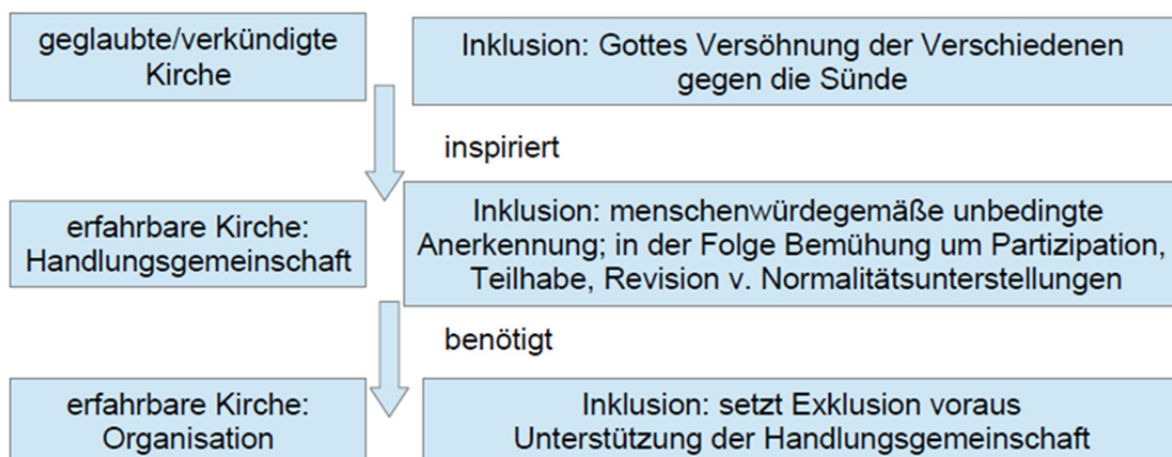 geglaubte/verkündigte
Kirche
Inklusion: Gottes Versöhnung der Verschiedenen
gegen die Sünde
inspiriert
erfahrbare Kirche:
Handlungsgemeinschaft
Inklusion: menschenwürdegemäße unbedingte
Anerkennung; in der Folge Bemühung um Partizipation,
Teilhabe, Revision v. Normalitätsunterstellungen
benötigt
erfahrbare Kirche:
Organisation
Inklusion: setzt Exklusion voraus
Unterstützung der Handlungsgemeinschaft